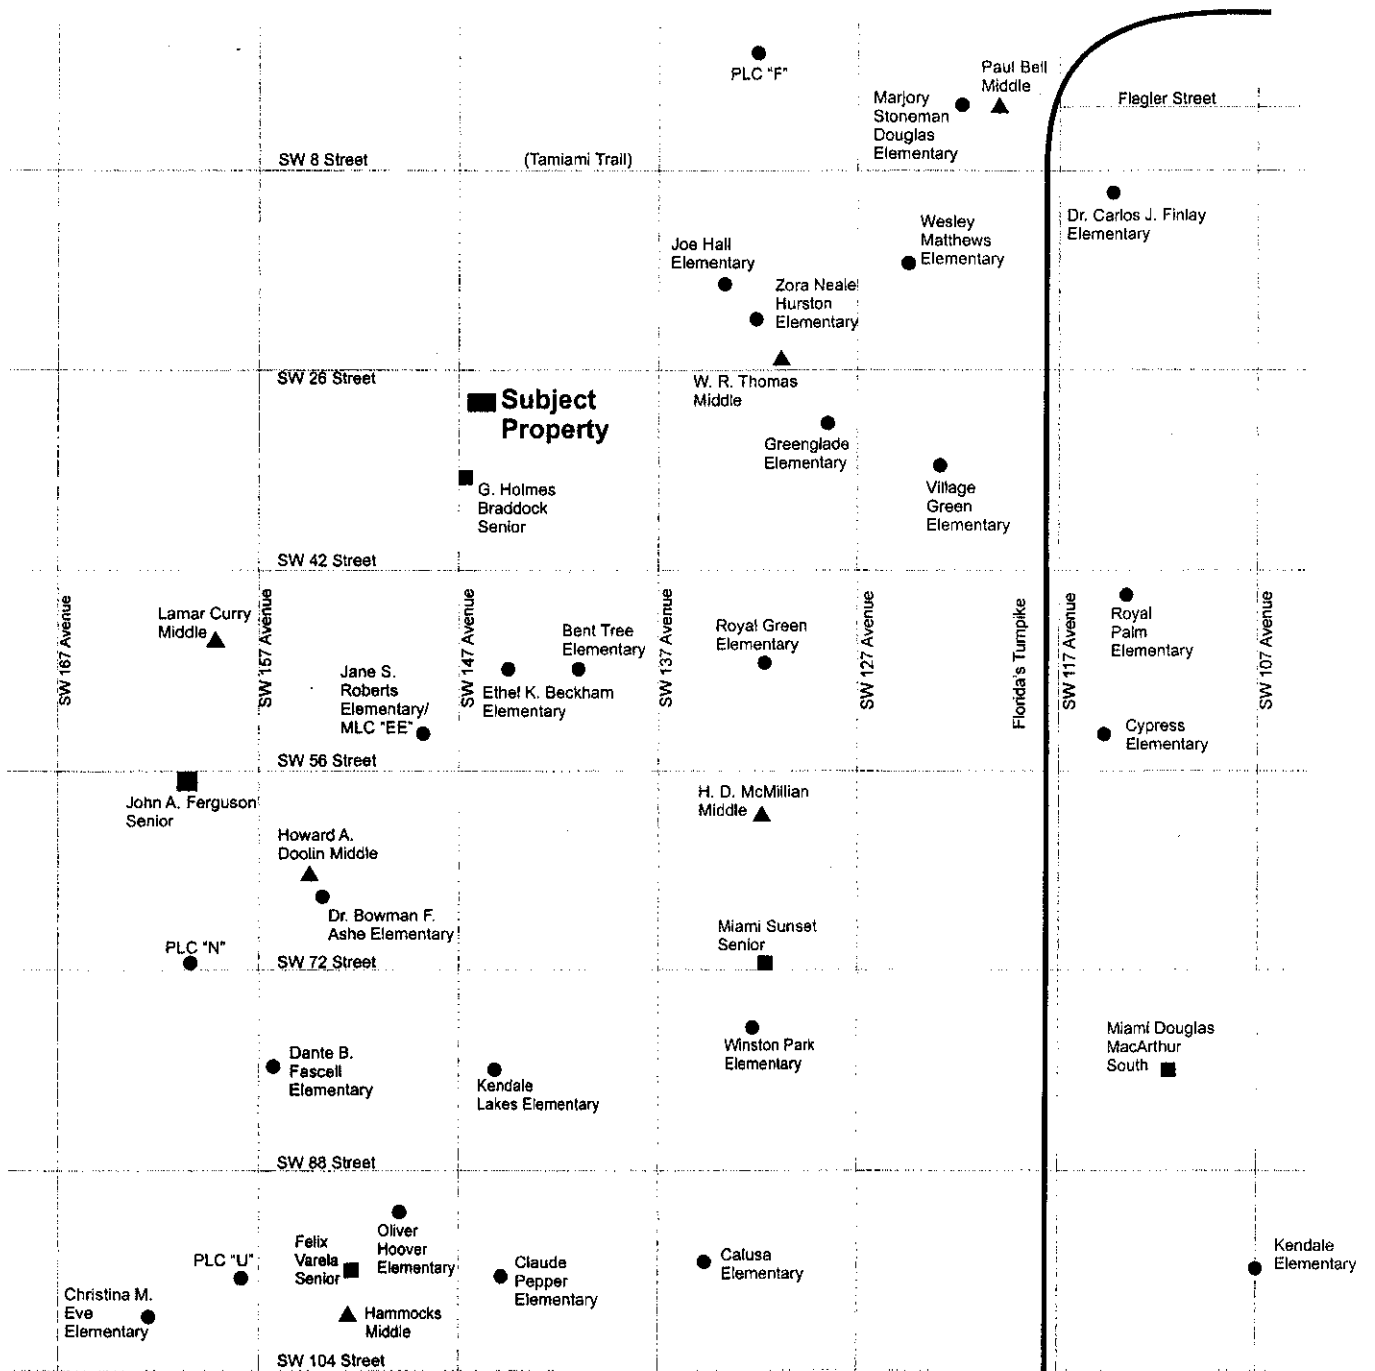 PLC "F"
Paul Bell
Middle
Marjory
Stoneman
Douglas
Elementary
Flagler Street
SW 8 Street
(Tamiami Trail)
Dr. Carlos J. Finlay
Elementary
Wesley
Matthews
Elementary
Joe Hall
Elementary
Zora Neale
Hurston
Elementary
SW 26 Street
W. R. Thomas
Middle
Subject
Property
Greenglade
Elementary
Village
Green
Elementary
G. Holmes
Braddock
Senior
SW 42 Street
SW 167 Avenue
SW 157 Avenue
SW 147 Avenue
SW 137 Avenue
SW 127 Avenue
Florida's Turnpike
SW 117 Avenue
SW 107 Avenue
Lamar Curry
Middle
Jane S.
Roberts
Elementary/
MLC "EE"
Bent Tree
Elementary
Ethel K. Beckham
Elementary
Royal Green
Elementary
Royal
Palm
Elementary
Cypress
Elementary
SW 56 Street
John A. Ferguson
Senior
H. D. McMillian
Middle
Howard A.
Doolin Middle
Dr. Bowman F.
Ashe Elementary
Miami Sunset
Senior
PLC "N"
SW 72 Street
Dante B.
Fascell
Elementary
Kendale
Lakes Elementary
Winston Park
Elementary
Miami Douglas
MacArthur
South
SW 88 Street
PLC "U"
Felix
Varela
Senior
Oliver
Hoover
Elementary
Claude
Pepper
Elementary
Calusa
Elementary
Kendale
Elementary
Christina M.
Eve
Elementary
Hammocks
Middle
SW 104 Street